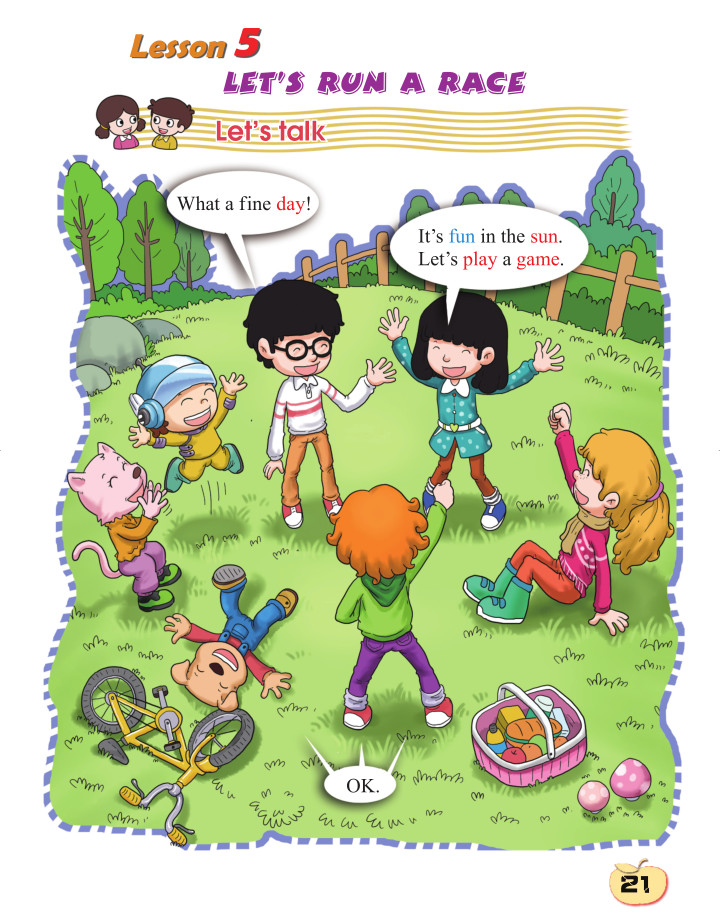 Lesson 5
LET'S RUN A RACE
Let's talk
What a fine day!
It's fun in the sun.
Let's play a game.
OK.
21